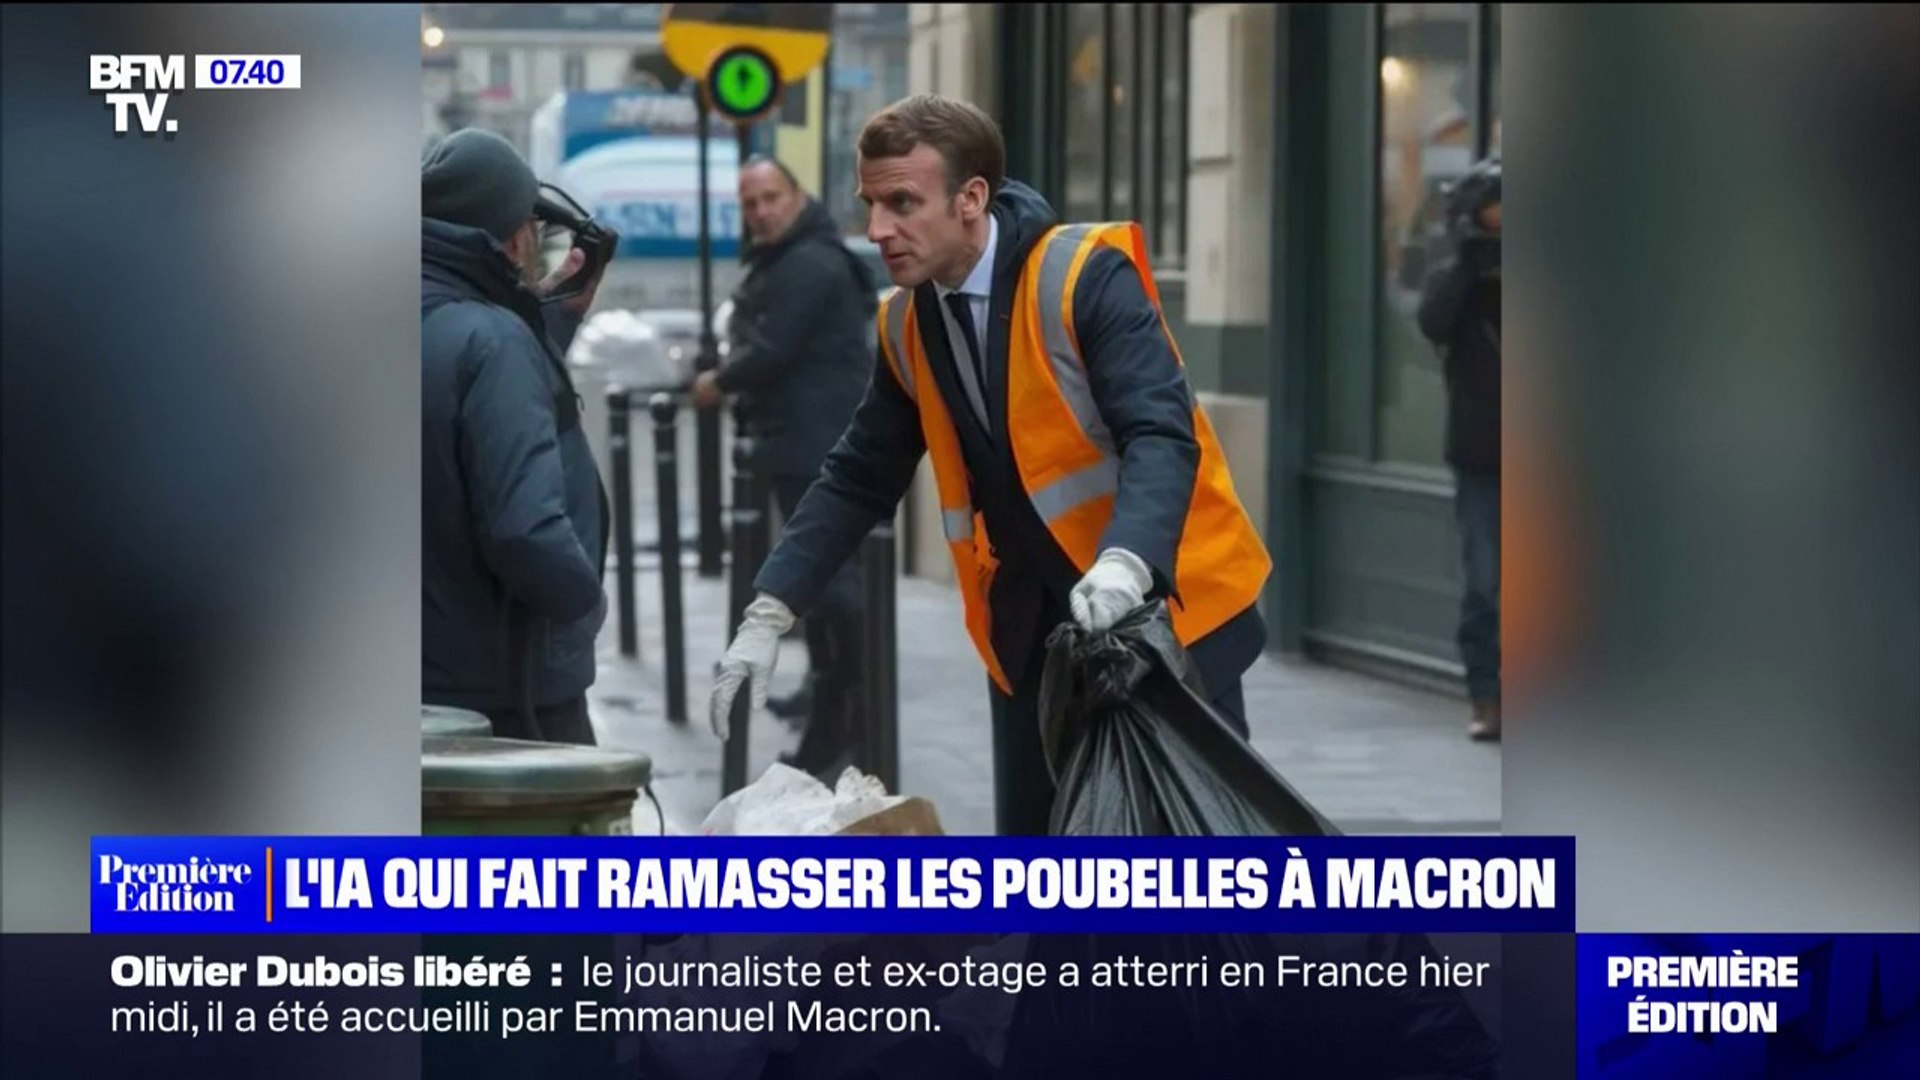 BFM
TV.
07.40
Première
Édition
L'IA QUI FAIT RAMASSER LES POUBELLES À MACRON
Olivier Dubois libéré : le journaliste et ex-otage a atterri en France hier
midi, il a été accueilli par Emmanuel Macron.
PREMIÈRE
ÉDITION